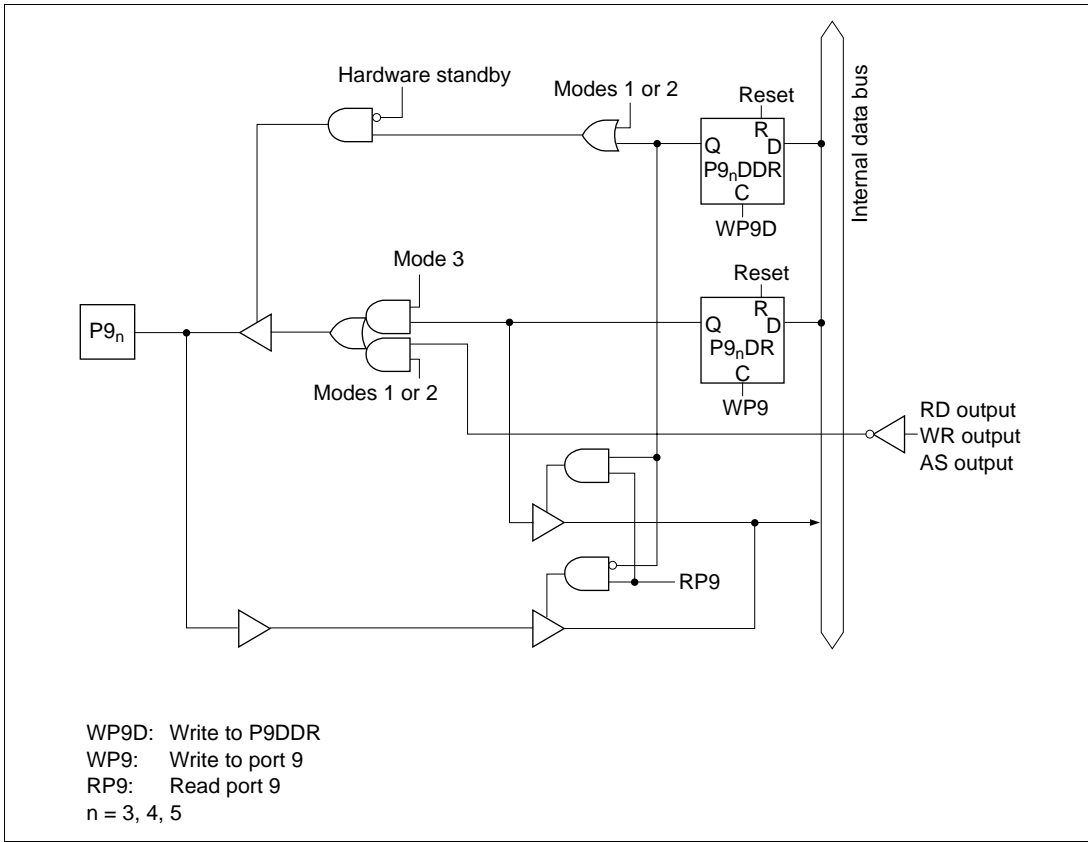 Hardware standby
Modes 1 or 2
Reset
R
Q D
P9nDDR
C
WP9D
Internal data bus
Mode 3
Reset
R
Q D
P9nDR
C
WP9
P9n
Modes 1 or 2
RD output
WR output
AS output
RP9
WP9D: Write to P9DDR
WP9: Write to port 9
RP9: Read port 9
n = 3, 4, 5